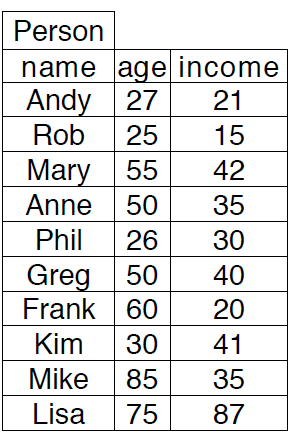 Person
name age income
Andy 27 21
Rob 25 15
Mary 55 42
Anne 50 35
Phil 26 30
Greg 50 40
Frank 60 20
Kim 30 41
Mike 85 35
Lisa 75 87